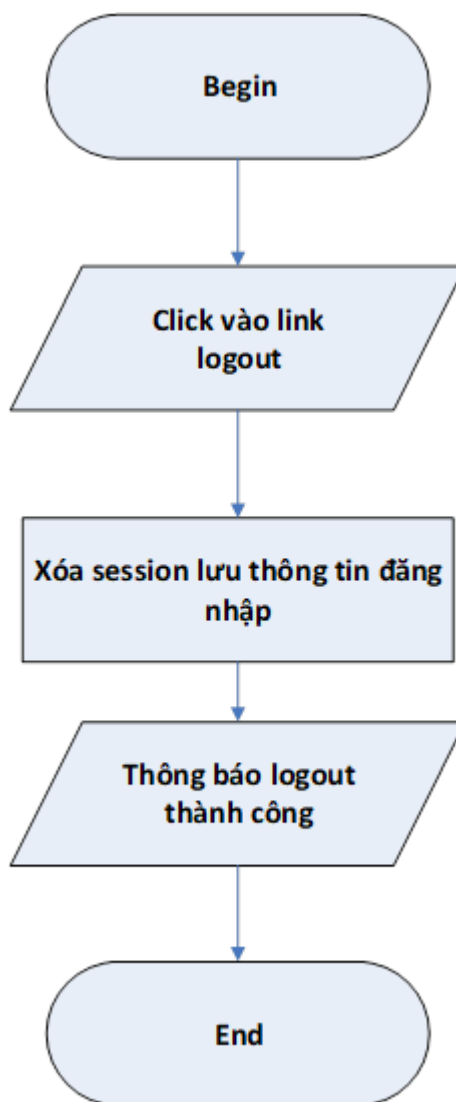 Begin
Click vào link
logout
Xóa session lưu thông tin đăng
nhập
Thông báo logout
thành công
End